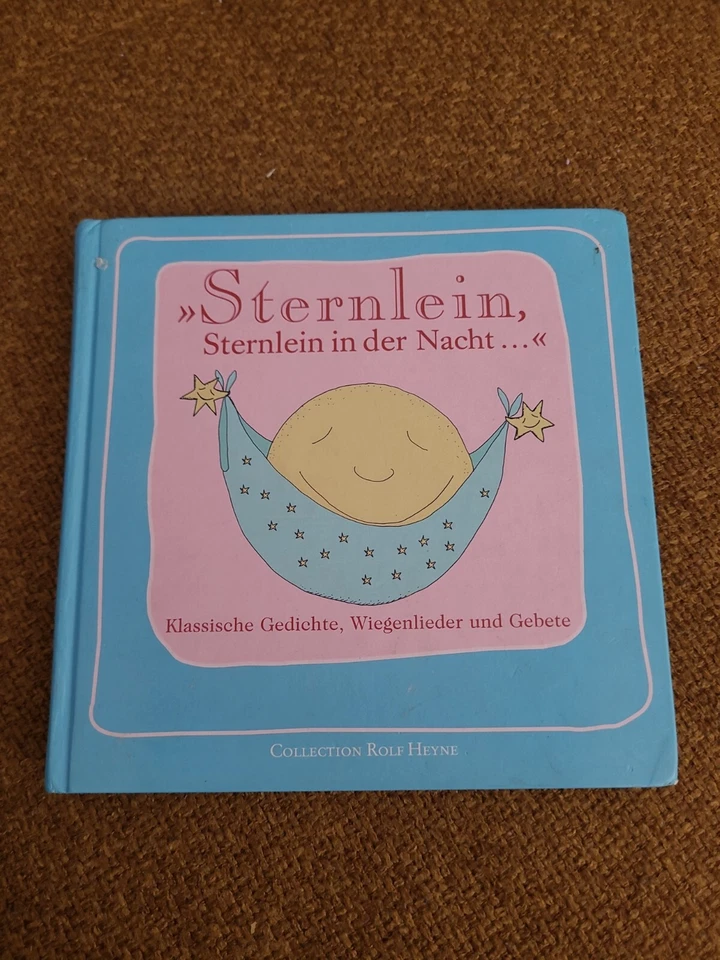 »Sternlein,
Sternlein in der Nacht ...«
Klassische Gedichte, Wiegenlieder und Gebete
COLLECTION ROLF HEYNE